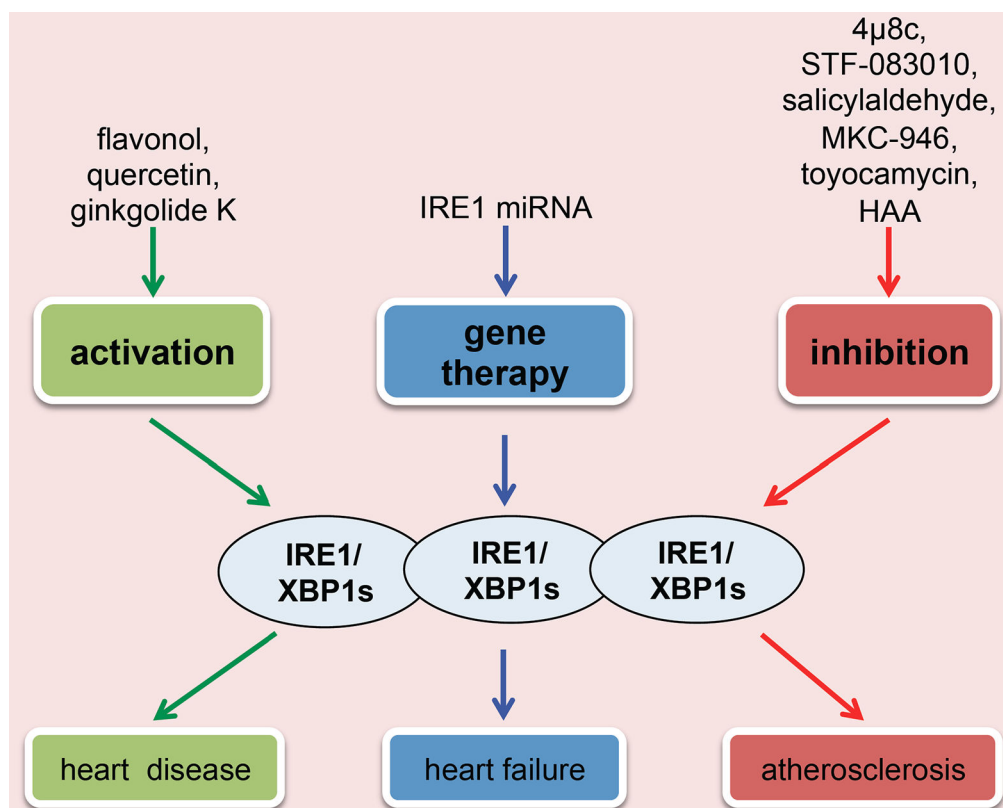 flavonol,
quercetin,
ginkgolide K
IRE1 miRNA
4µ8c,
STF-083010,
salicylaldehyde,
MKC-946,
toyocamycin,
HAA
activation
gene
therapy
inhibition
IRE1/
XBP1s
IRE1/
XBP1s
IRE1/
XBP1s
heart disease
heart failure
atherosclerosis